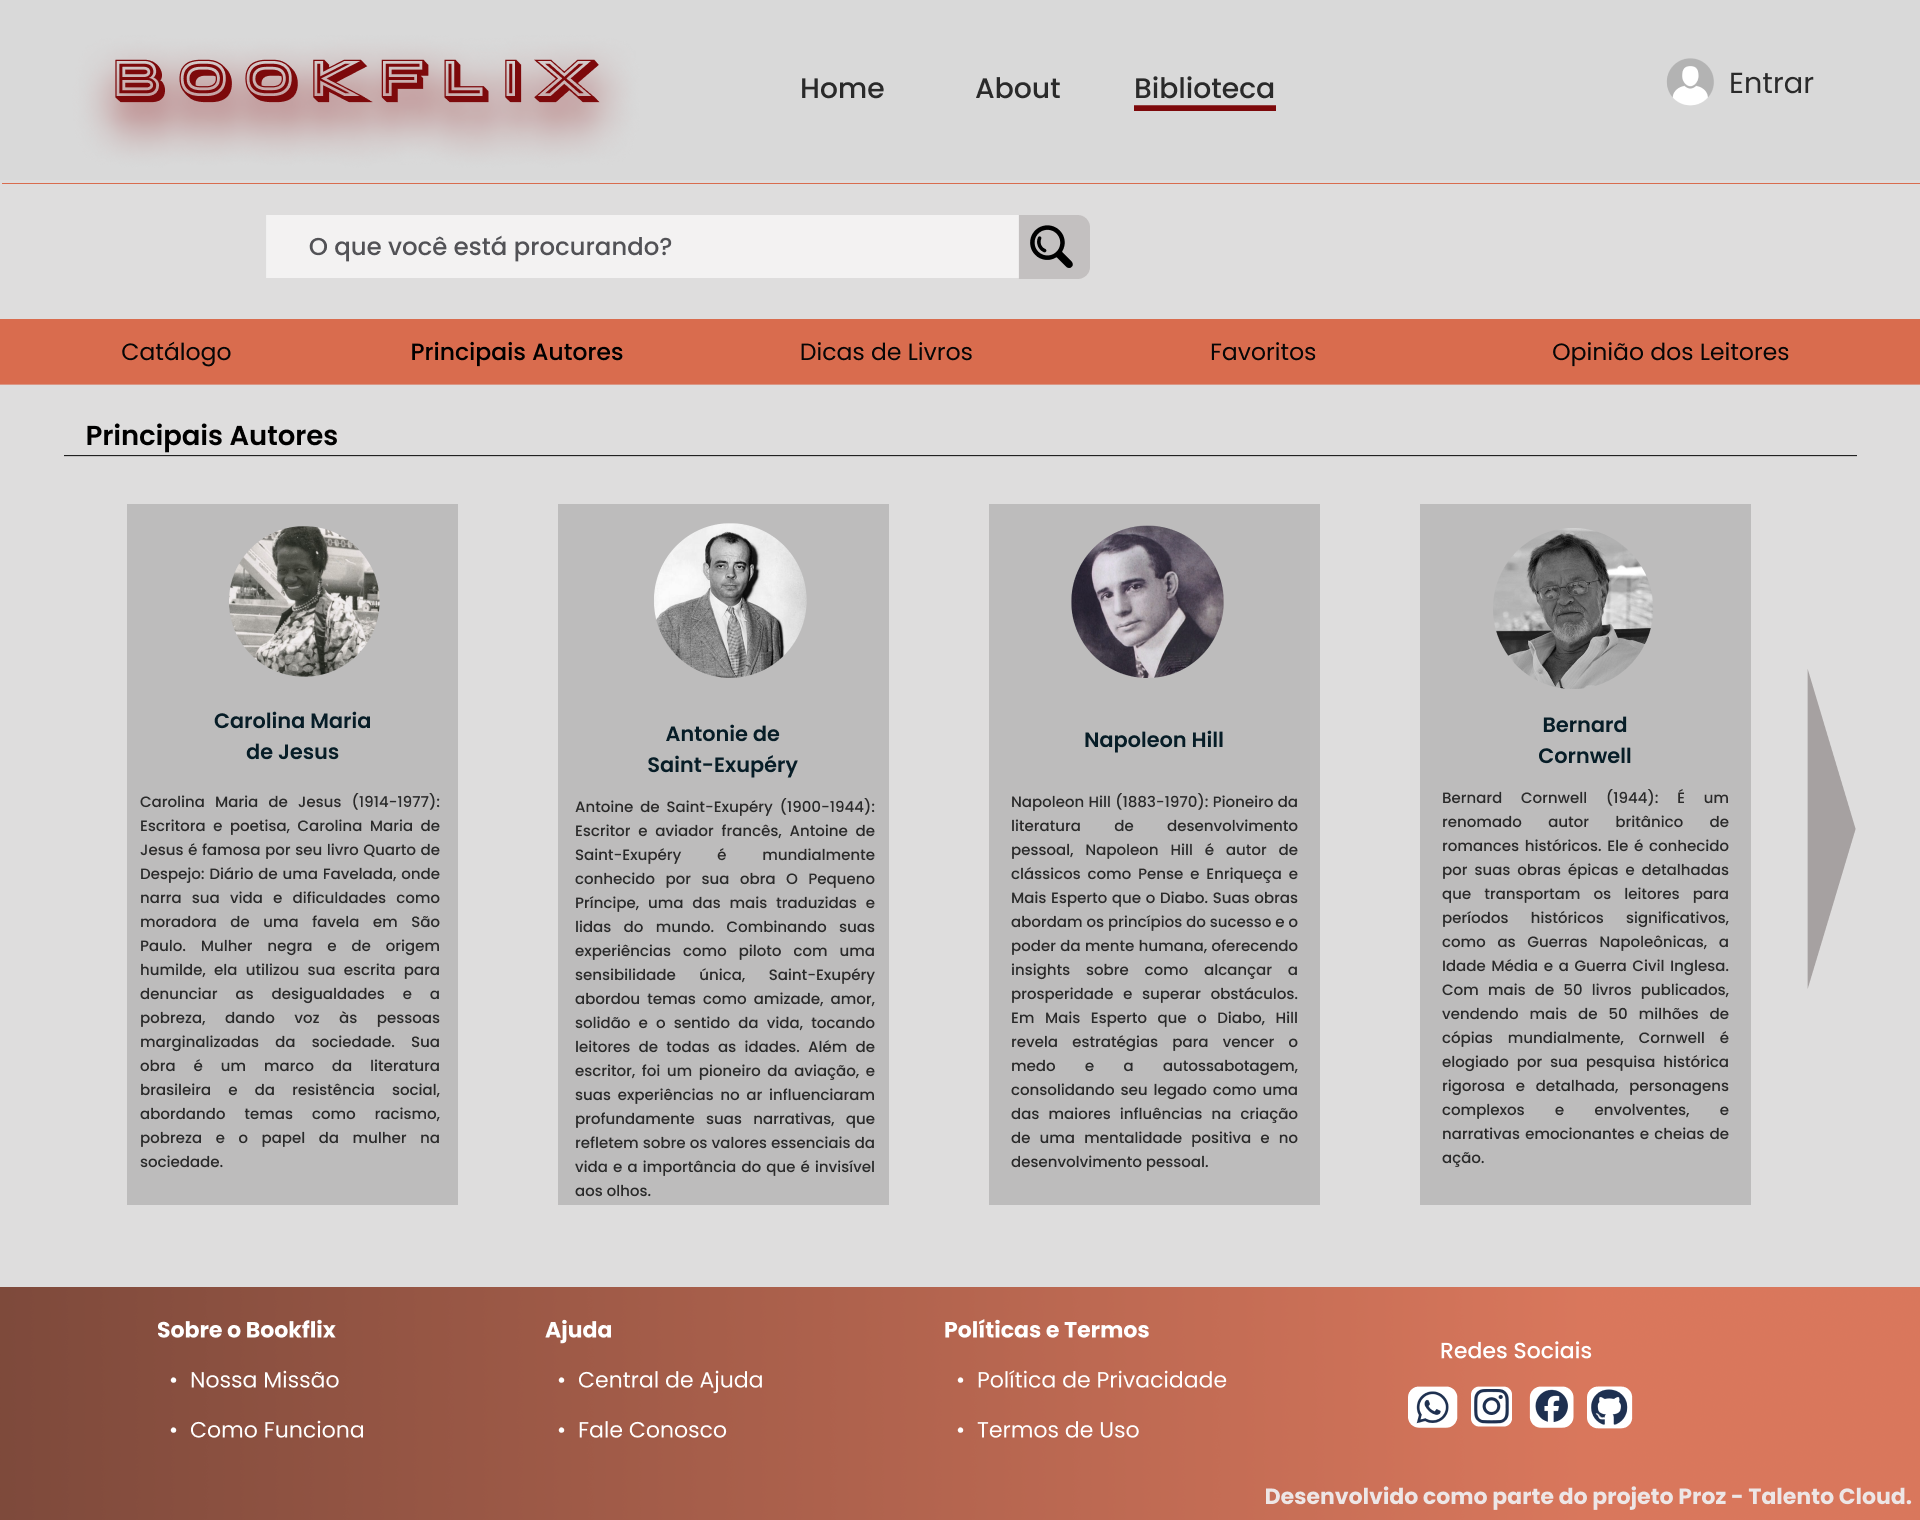 BOOKFLIX
Home
About
Biblioteca
Entrar
O que você está procurando?
Catálogo
Principais Autores
Dicas de Livros
Favoritos
Opinião dos Leitores
Principais Autores
Carolina Maria
de Jesus
Carolina Maria de Jesus (1914-1977):
Escritora e poetisa, Carolina Maria de
Jesus é famosa por seu livro Quarto de
Despejo: Diário de uma Favelada, onde
narra sua vida e dificuldades como
moradora de uma favela em São
Paulo. Mulher negra e de origem
humilde, ela utilizou sua escrita para
denunciar as desigualdades e a
pobreza, dando voz às pessoas
marginalizadas da sociedade. Sua
obra é um marco da literatura
brasileira e da resistência social,
abordando temas como racismo,
pobreza e o papel da mulher na
sociedade.
Antonie de
Saint-Exupéry
Antoine de Saint-Exupéry (1900-1944):
Escritor e aviador francês, Antoine de
Saint-Exupéry é mundialmente
conhecido por sua obra O Pequeno
Príncipe, uma das mais traduzidas e
lidas do mundo. Combinando suas
experiências como piloto com uma
sensibilidade única, Saint-Exupéry
abordou temas como amizade, amor,
solidão e o sentido da vida, tocando
leitores de todas as idades. Além de
escritor, foi um pioneiro da aviação, e
suas experiências no ar influenciaram
profundamente suas narrativas, que
refletem sobre os valores essenciais da
vida e a importância do que é invisível
aos olhos.
Napoleon Hill
Napoleon Hill (1883-1970): Pioneiro da
literatura de desenvolvimento
pessoal, Napoleon Hill é autor de
clássicos como Pense e Enriqueça e
Mais Esperto que o Diabo. Suas obras
abordam os princípios do sucesso e o
poder da mente humana, oferecendo
insights sobre como alcançar a
prosperidade e superar obstáculos.
Em Mais Esperto que o Diabo, Hill
revela estratégias para vencer o
medo e a autossabotagem,
consolidando seu legado como uma
das maiores influências na criação
de uma mentalidade positiva e no
desenvolvimento pessoal.
Bernard
Cornwell
Bernard Cornwell (1944): É um
renomado autor britânico de
romances históricos. Ele é conhecido
por suas obras épicas e detalhadas
que transportam os leitores para
períodos históricos significativos,
como as Guerras Napoleônicas, a
Idade Média e a Guerra Civil Inglesa.
Com mais de 50 livros publicados,
vendendo mais de 50 milhões de
cópias mundialmente, Cornwell é
elogiado por sua pesquisa histórica
rigorosa e detalhada, personagens
complexos e envolventes, e
narrativas emocionantes e cheias de
ação.
Sobre o Bookflix
• Nossa Missão
• Como Funciona
Ajuda
• Central de Ajuda
• Fale Conosco
Políticas e Termos
• Política de Privacidade
• Termos de Uso
Redes Sociais
Desenvolvido como parte do projeto Proz - Talento Cloud.